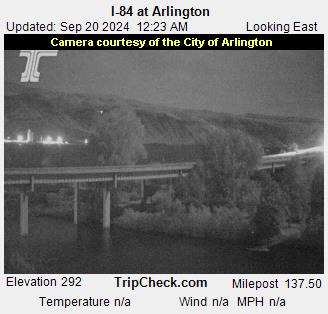 I-84 at Arlington
Updated: Sep 20 2024 12:23 AM Looking East
Camera courtesy of the City of Arlington
Elevation 292 TripCheck.com Milepost 137.50
Temperature n/a Wind n/a MPH n/a